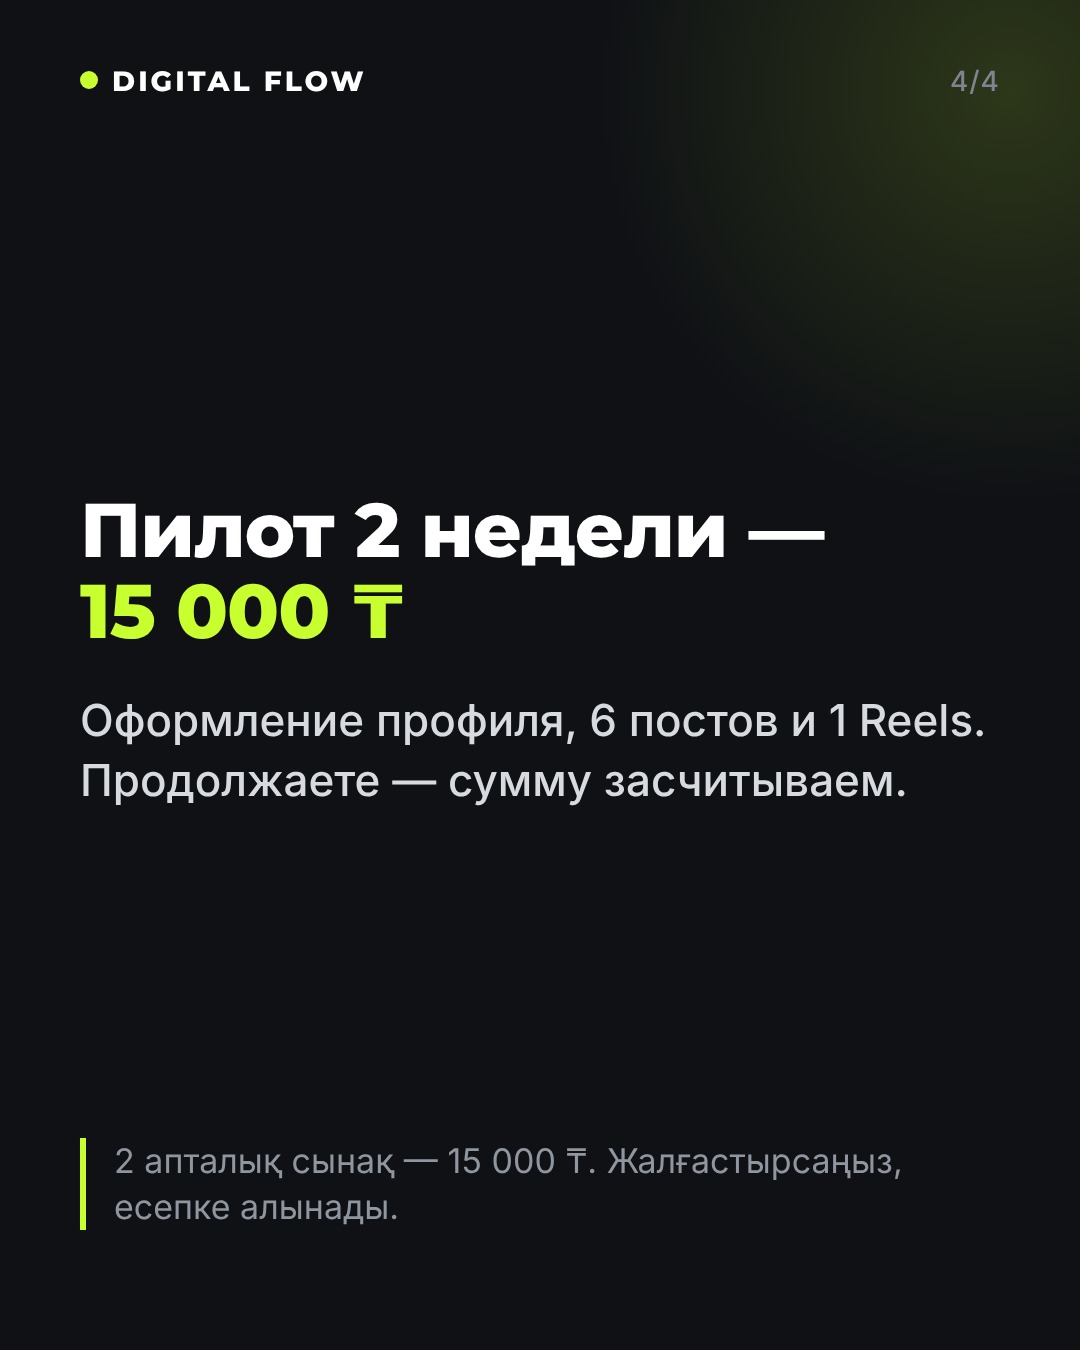 DIGITAL FLOW
4/4
Пилот 2 недели —
15 000 ₸
Оформление профиля, 6 постов и 1 Reels.
Продолжаете — сумму засчитываем.
2 апталық сынақ — 15 000 ₸. Жалғастырсаңыз,
есепке алынады.